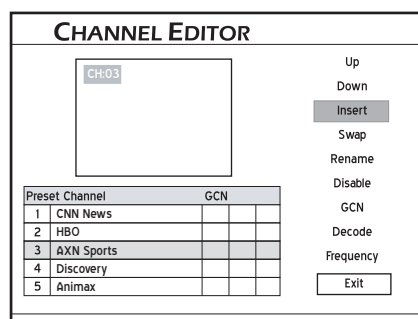 CHANNEL EDITOR
CH:03
Up
Down
Insert
Swap
Rename
Disable
GCN
Decode
Frequency
Exit
Preset Channel GCN
1 CNN News
2 HBO
3 AXN Sports
4 Discovery
5 Animax